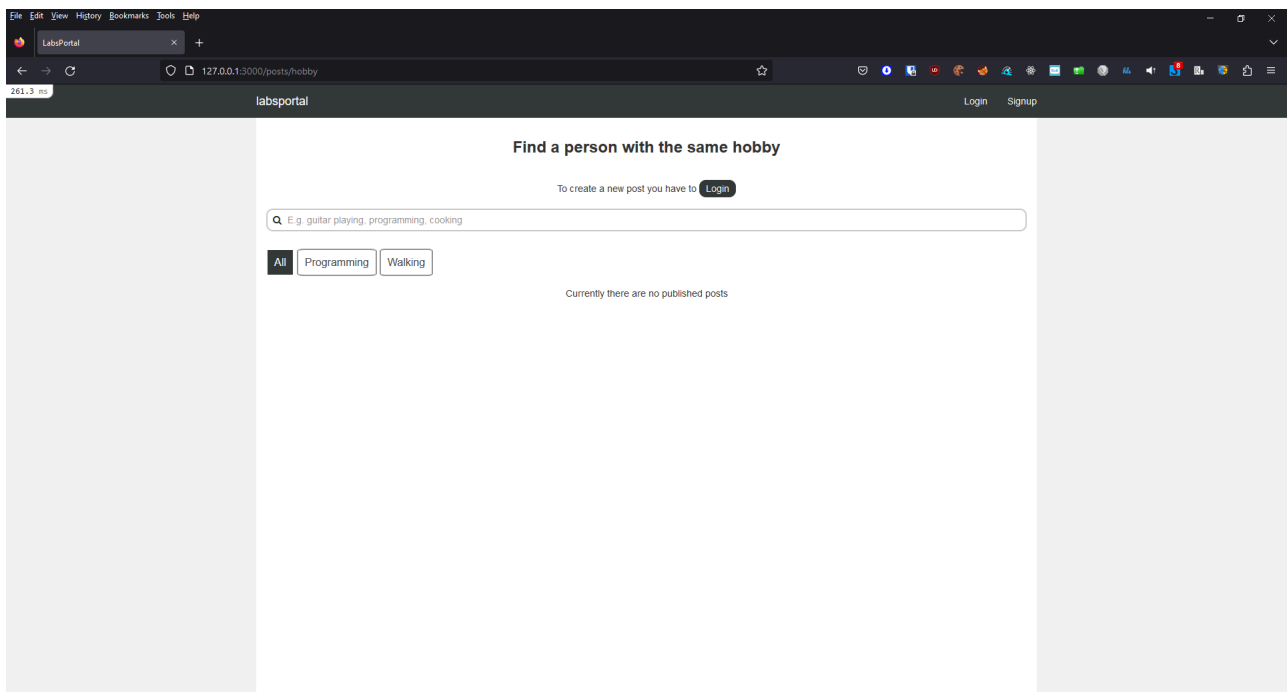 File Edit View History Bookmarks Tools Help
LabsPortal
127.0.0.1:3000/posts/hobby
8
261.3 ms
labsportal Login Signup
Find a person with the same hobby
To create a new post you have to Login
E.g. guitar playing, programming, cooking
All Programming Walking
Currently there are no published posts